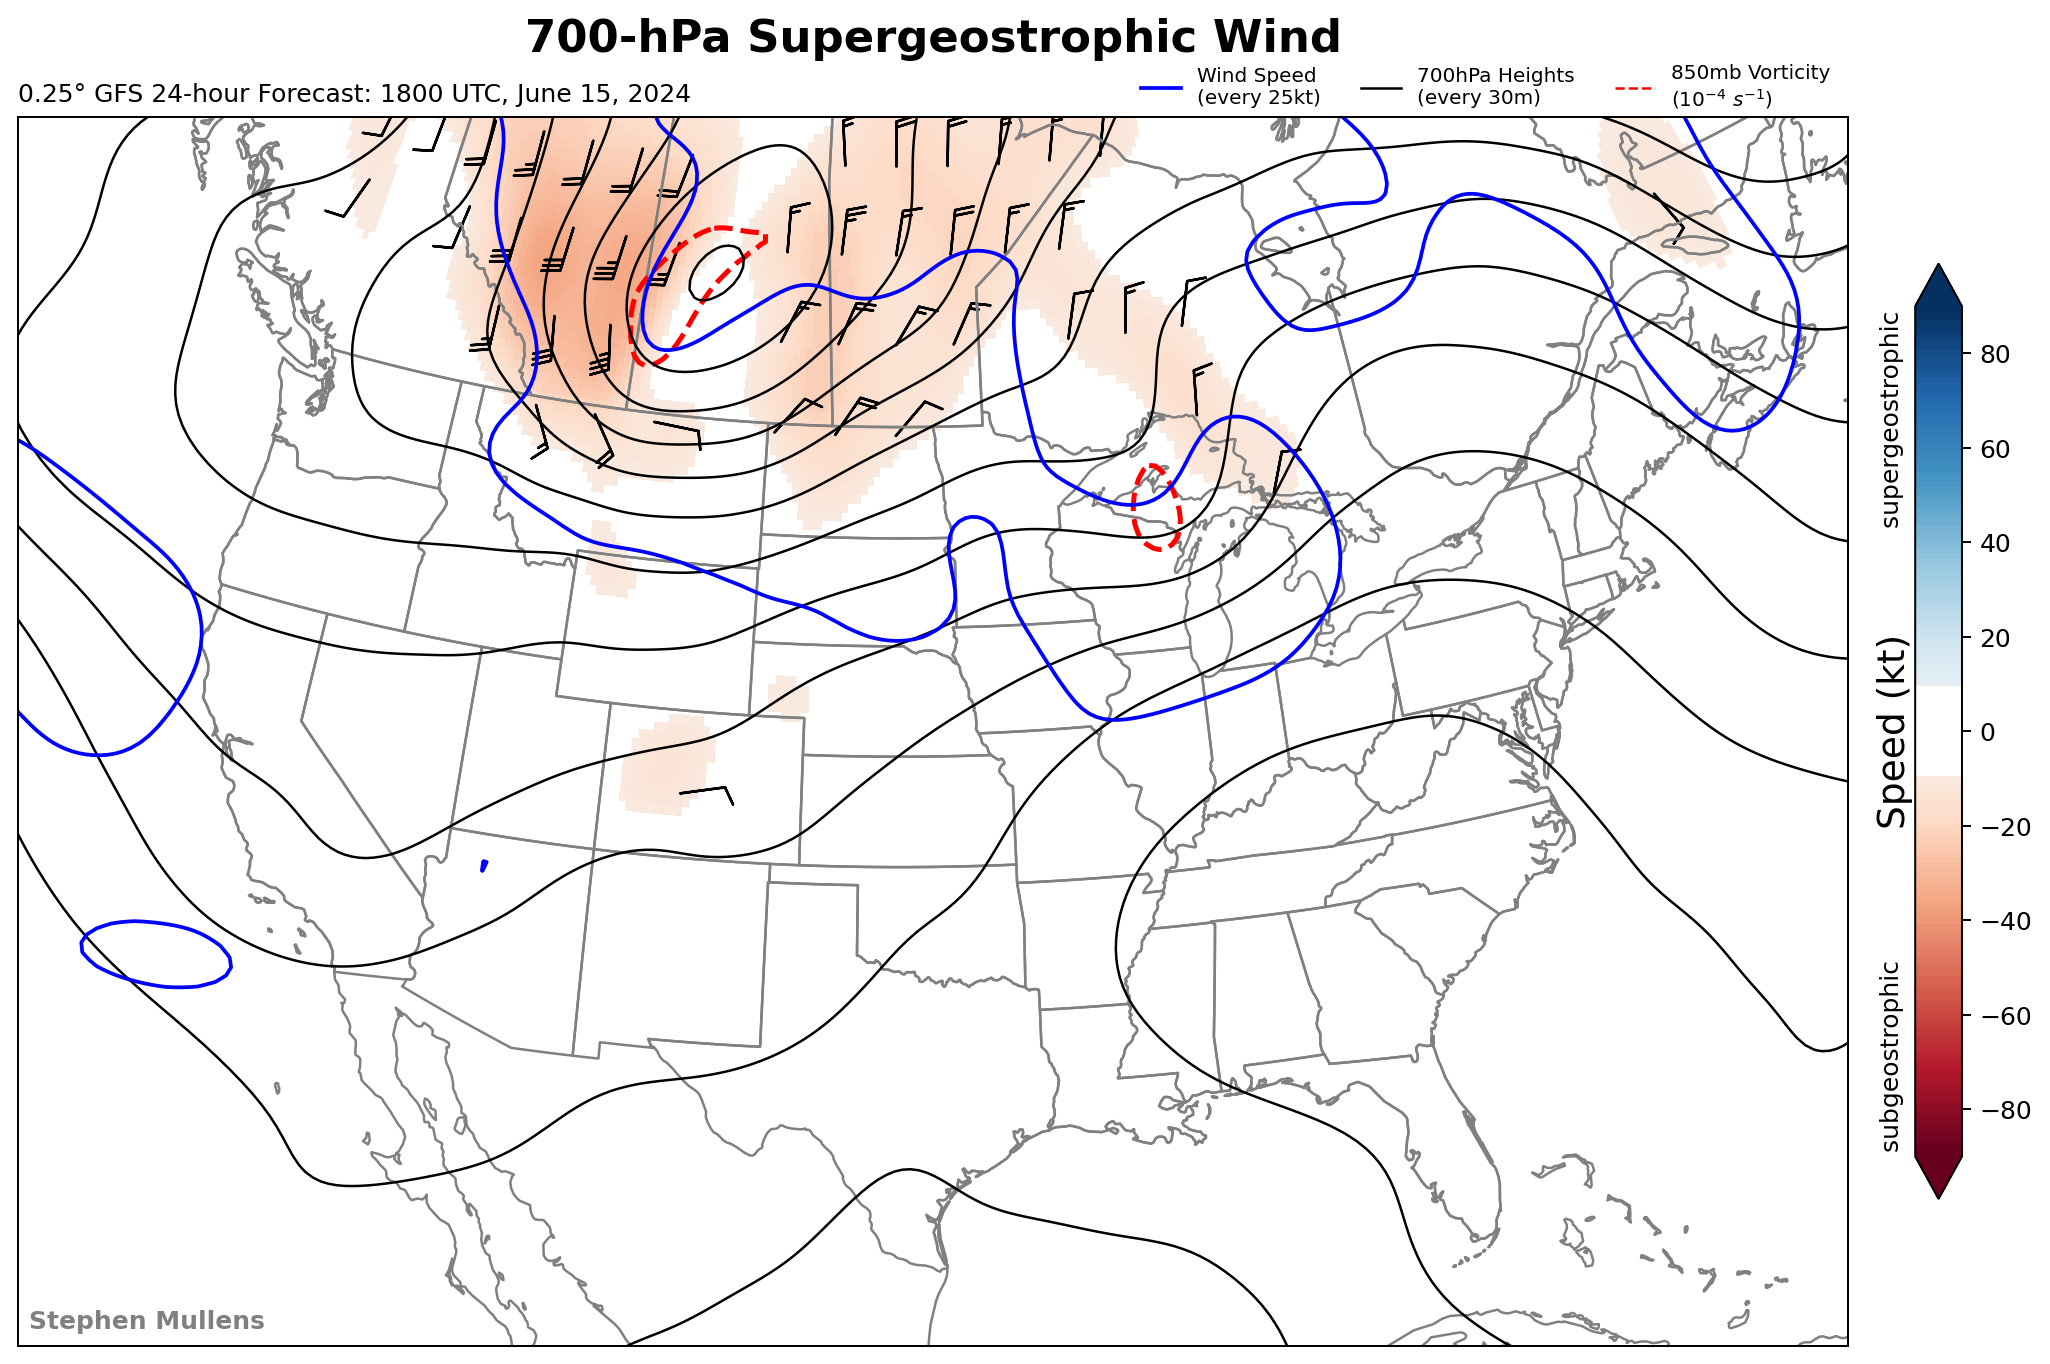 700-hPa Supergeostrophic Wind
0.25° GFS 24-hour Forecast: 1800 UTC, June 15, 2024
Wind Speed
(every 25kt)
700hPa Heights
(every 30m)
850mb Vorticity
(10⁻⁴ s⁻¹)
supergeostrophic
Speed (kt)
subgeostrophic
80
60
40
20
0
−20
−40
−60
−80
Stephen Mullens